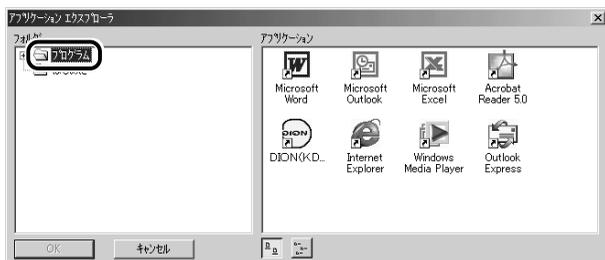 アプリケーション エクスプローラ
フォルダ
プログラム
アプリケーション
Microsoft
Word
Microsoft
Outlook
Microsoft
Excel
Acrobat
Reader 5.0
DION(KD...
Internet
Explorer
Windows
Media Player
Outlook
Express
OK
キャンセル